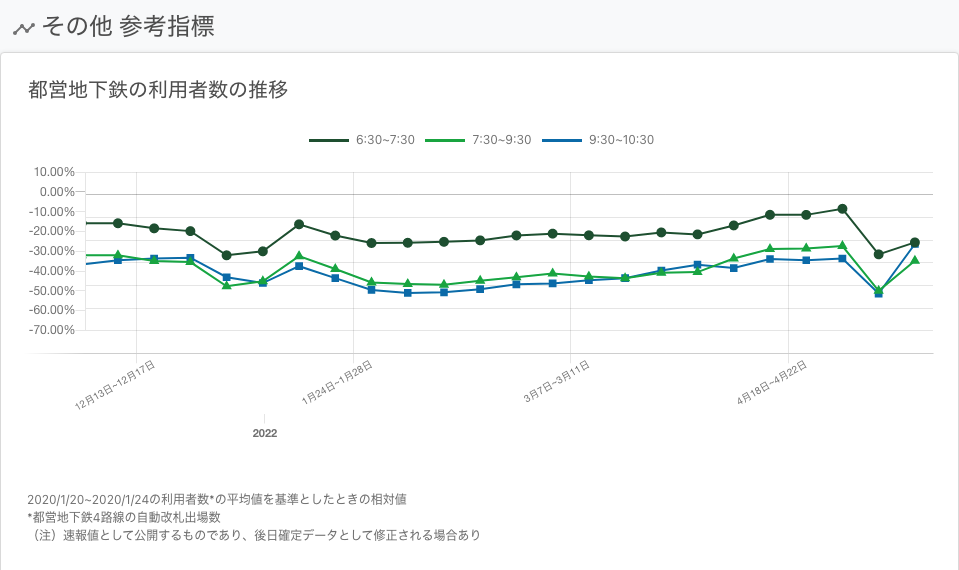 その他 参考指標
都営地下鉄の利用者数の推移
6:30~7:30 7:30~9:30 9:30~10:30
10.00%
0.00%
-10.00%
-20.00%
-30.00%
-40.00%
-50.00%
-60.00%
-70.00%
12月13日~12月17日 1月24日~1月28日 3月7日~3月11日 4月18日~4月22日
2022
2020/1/20~2020/1/24の利用者数*の平均値を基準としたときの相対値
*都営地下鉄4路線の自動改札出場数
（注）速報値として公開するものであり、後日確定データとして修正される場合あり